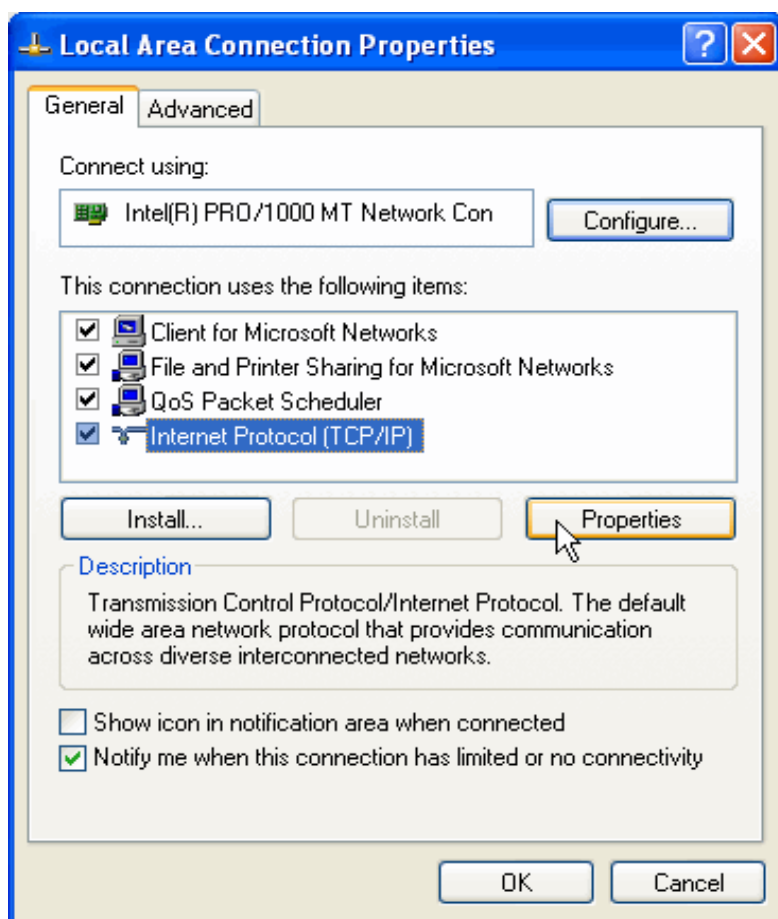 Local Area Connection Properties
?
General
Advanced
Connect using:
Intel(R) PRO/1000 MT Network Con
Configure...
This connection uses the following items:
Client for Microsoft Networks
File and Printer Sharing for Microsoft Networks
QoS Packet Scheduler
Internet Protocol (TCP/IP)
Install...
Uninstall
Properties
Description
Transmission Control Protocol/Internet Protocol. The default
wide area network protocol that provides communication
across diverse interconnected networks.
Show icon in notification area when connected
Notify me when this connection has limited or no connectivity
OK
Cancel